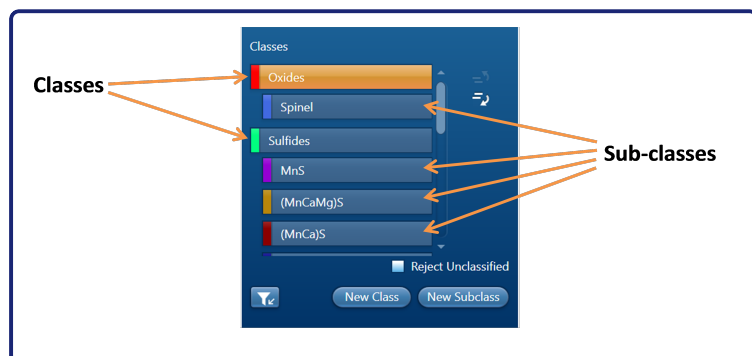 Classes
Classes
Oxides
Spinel
Sulfides
MnS
(MnCaMg)S
(MnCa)S
Sub-classes
Reject Unclassified
New Class
New Subclass